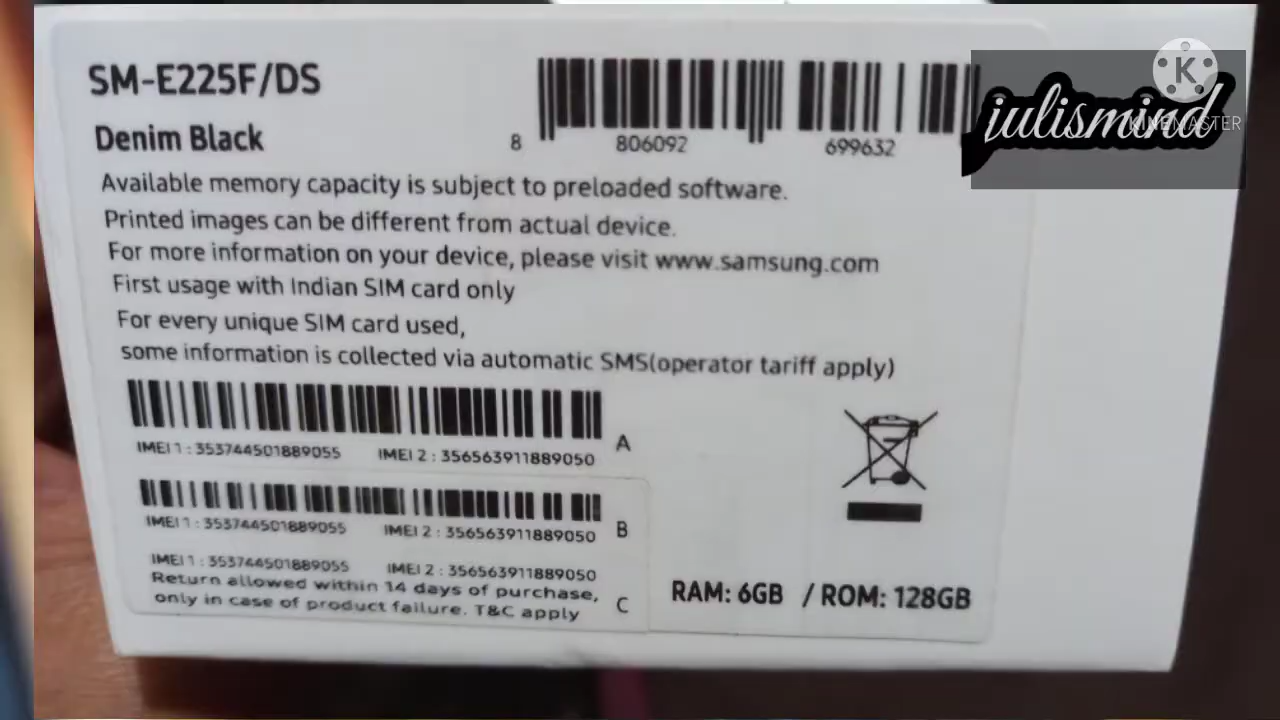 SM-E225F/DS
Denim Black
8 806092 699632
K
julismind
KINEMASTER
Available memory capacity is subject to preloaded software.
Printed images can be different from actual device.
For more information on your device, please visit www.samsung.com
First usage with Indian SIM card only
For every unique SIM card used,
some information is collected via automatic SMS(operator tariff apply)
IMEI 1 : 353744501889055 IMEI 2 : 356563911889050 A
IMEI 1 : 353744501889055 IMEI 2 : 356563911889050 B
IMEI 1 : 353744501889055 IMEI 2 : 356563911889050
Return allowed within 14 days of purchase,
only in case of product failure. T&C apply C
RAM: 6GB / ROM: 128GB